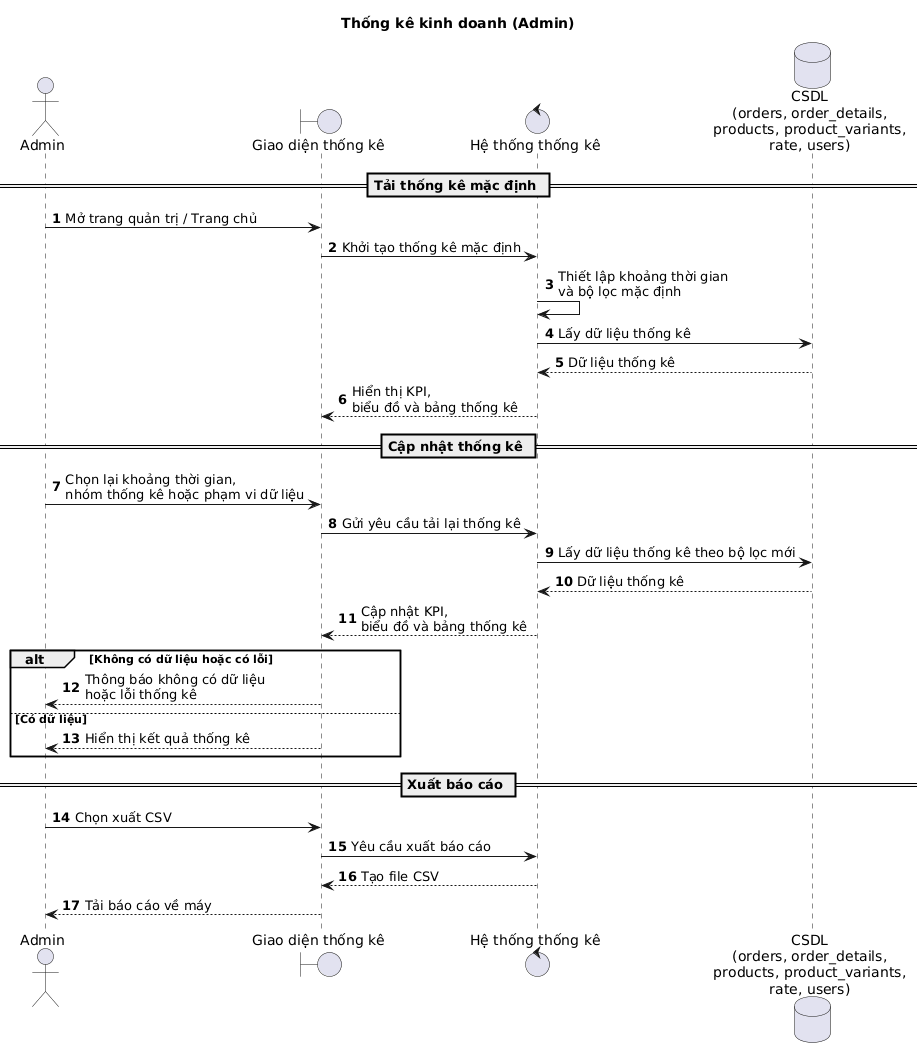 Thống kê kinh doanh (Admin)
Admin
Giao diện thống kê
Hệ thống thống kê
CSDL
(orders, order_details,
products, product_variants,
rate, users)
Tải thống kê mặc định
1 Mở trang quản trị / Trang chủ
2 Khởi tạo thống kê mặc định
3 Thiết lập khoảng thời gian
và bộ lọc mặc định
4 Lấy dữ liệu thống kê
5 Dữ liệu thống kê
6 Hiển thị KPI,
biểu đồ và bảng thống kê
Cập nhật thống kê
7 Chọn lại khoảng thời gian,
nhóm thống kê hoặc phạm vi dữ liệu
8 Gửi yêu cầu tải lại thống kê
9 Lấy dữ liệu thống kê theo bộ lọc mới
10 Dữ liệu thống kê
11 Cập nhật KPI,
biểu đồ và bảng thống kê
alt [Không có dữ liệu hoặc có lỗi]
12 Thông báo không có dữ liệu
hoặc lỗi thống kê
[Có dữ liệu]
13 Hiển thị kết quả thống kê
Xuất báo cáo
14 Chọn xuất CSV
15 Yêu cầu xuất báo cáo
16 Tạo file CSV
17 Tải báo cáo về máy
Admin
Giao diện thống kê
Hệ thống thống kê
CSDL
(orders, order_details,
products, product_variants,
rate, users)